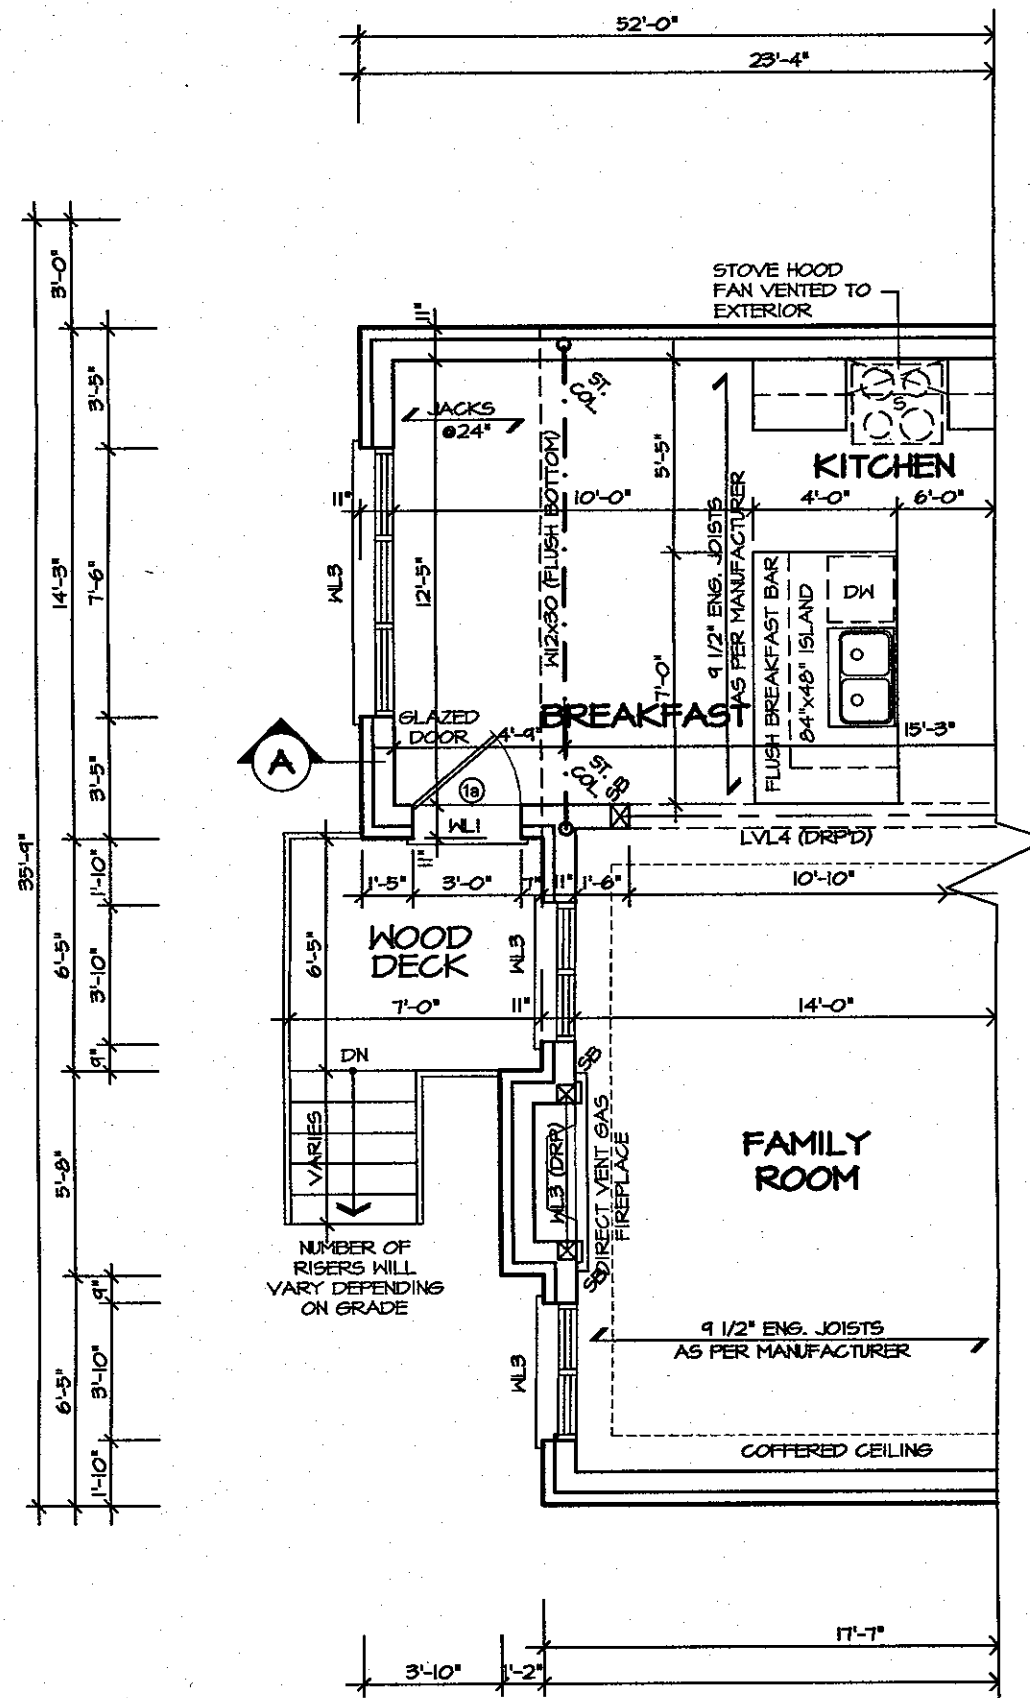 52'-0"
23'-4"
3'-0"
STOVE HOOD
FAN VENTED TO
EXTERIOR
11"
3'-5"
JACKS
@24"
ST.
COL.
S
KITCHEN
5'-5"
11"
10'-0"
4'-0"
6'-0"
35'-9"
14'-3"
7'-6"
WL3
12'-5"
W12x30 (FLUSH BOTTOM)
9 1/2" ENG. JOISTS
AS PER MANUFACTURER
FLUSH BREAKFAST BAR
84"x48" ISLAND
DW
7'-0"
BREAKFAST
GLAZED
DOOR
4'-9"
15'-3"
A
3'-5"
1a
ST.
COL.
SB
WL1
LVL4 (DRP'D)
11"
1'-10"
1'-5"
3'-0"
7"
11"
1'-6"
10'-10"
WOOD
DECK
WL3
6'-5"
6'-5"
3'-10"
7'-0"
11"
14'-0"
9"
DN
SB
VARIES
WL3 (DRP)
DIRECT VENT GAS
FIREPLACE
FAMILY
ROOM
5'-8"
SB
NUMBER OF
RISERS WILL
VARY DEPENDING
ON GRADE
9"
9 1/2" ENG. JOISTS
AS PER MANUFACTURER
WL3
6'-5"
3'-10"
COFFERED CEILING
1'-10"
17'-7"
3'-10"
1'-2"